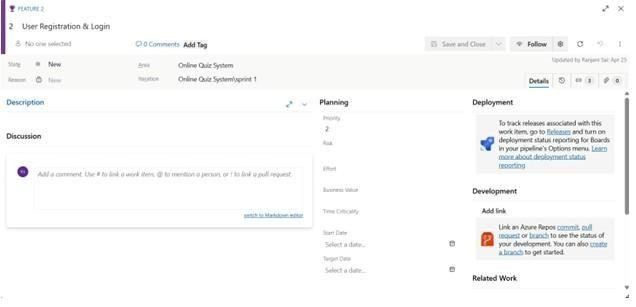 FEATURE 2
2 User Registration & Login
No one selected
0 Comments
Add Tag
Save and Close
Follow
Updated by Ranjani Sai: Apr 25
State
New
Area
Online Quiz System
Reason
New
Iteration
Online Quiz System\sprint 1
Details
3
0
Description
Discussion
Add a comment. Use # to link a work item, @ to mention a person, or ! to link a pull request.
switch to Markdown editor
Planning
Priority
2
Risk
Effort
Business Value
Time Criticality
Start Date
Select a date...
Target Date
Select a date...
Deployment
To track releases associated with this
work item, go to Releases and turn on
deployment status reporting for Boards
in your pipeline's Options menu. Learn
more about deployment status
reporting
Development
Add link
Link an Azure Repos commit, pull
request or branch to see the status of
your development. You can also create
a branch to get started.
Related Work